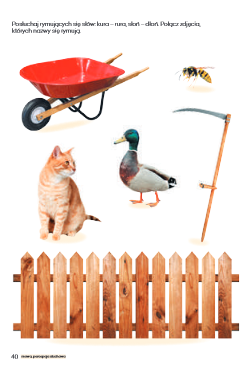 Posłuchaj rymujących się słów: kura – rura, słoń – dłoń. Połącz zdjęcia,
których nazwy się rymują.
40